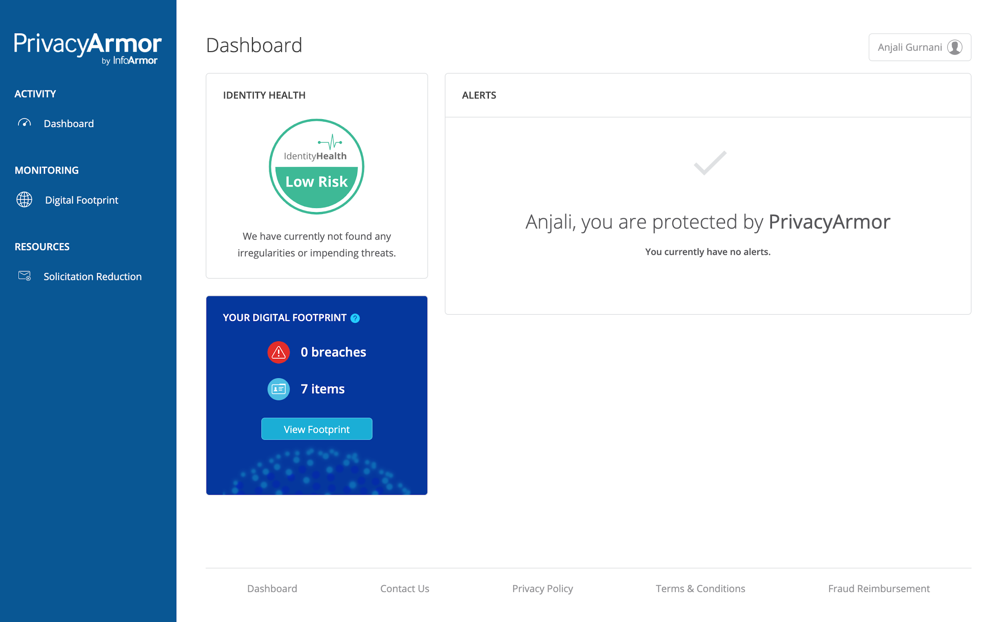 PrivacyArmor
by InfoArmor
ACTIVITY
Dashboard
MONITORING
Digital Footprint
RESOURCES
Solicitation Reduction
Dashboard
Anjali Gurnani
IDENTITY HEALTH
IdentityHealth
Low Risk
We have currently not found any
irregularities or impending threats.
ALERTS
Anjali, you are protected by PrivacyArmor
You currently have no alerts.
YOUR DIGITAL FOOTPRINT ?
0 breaches
7 items
View Footprint
Dashboard
Contact Us
Privacy Policy
Terms & Conditions
Fraud Reimbursement